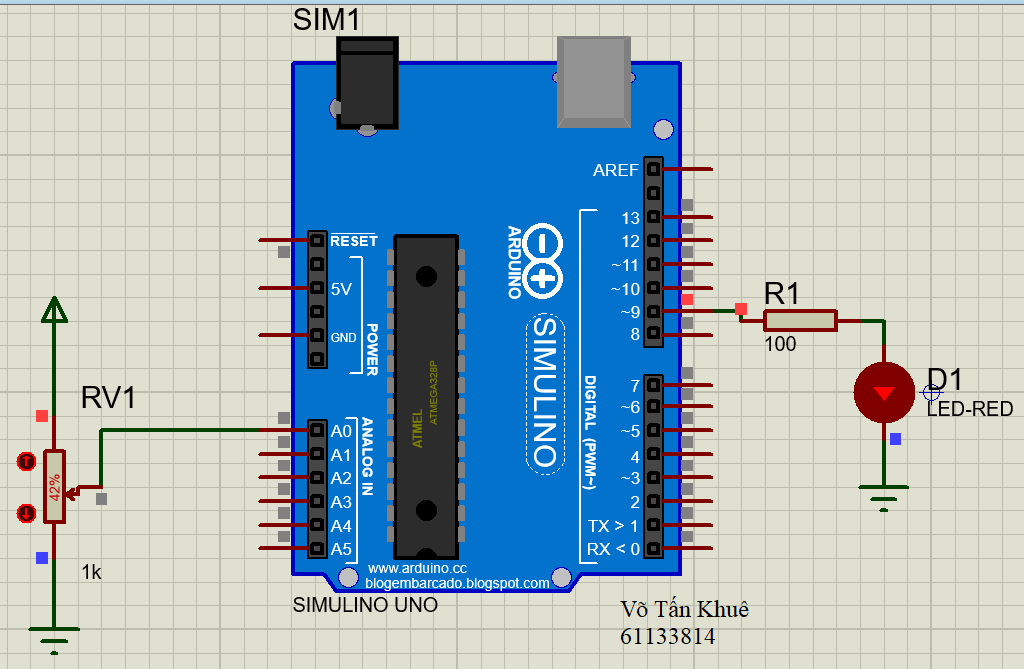 SIM1
AREF
13
12
~11
~10
~9
8
ARDUINO
SIMULINO
RESET
5V
GND
POWER
ATMEL
ATMEGA328P
DIGITAL (PWM~)
7
~6
~5
4
~3
2
TX > 1
RX < 0
A0
A1
A2
A3
A4
A5
ANALOG IN
www.arduino.cc
blogembarcado.blogspot.com
SIMULINO UNO
RV1
42%
1k
R1
100
D1
LED-RED
Võ Tấn Khuê
61133814